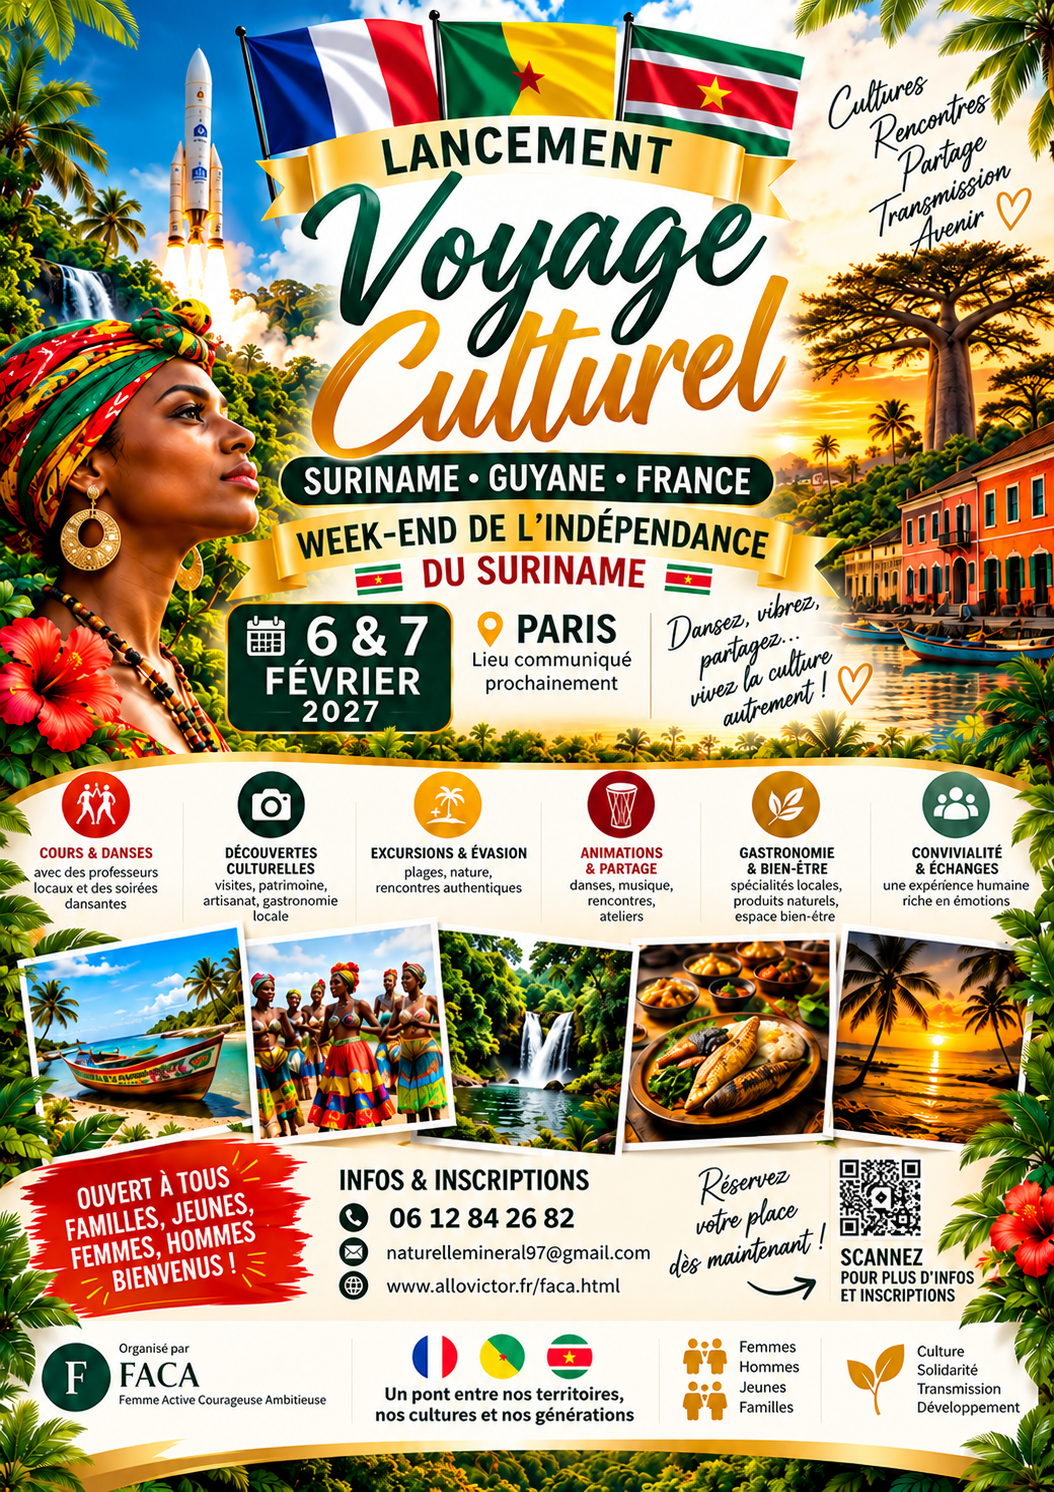 LANCEMENT
Voyage
Culturel
Cultures
Rencontres
Partage
Transmission
Avenir
SURINAME • GUYANE • FRANCE
WEEK-END DE L'INDÉPENDANCE
DU SURINAME
6 & 7
FÉVRIER
2027
PARIS
Lieu communiqué
prochainement
Dansez, vibrez,
partagez...
vivez la culture
autrement !
COURS & DANSES
avec des professeurs
locaux et des soirées
dansantes
DÉCOUVERTES
CULTURELLES
visites, patrimoine,
artisanat, gastronomie
locale
EXCURSIONS & ÉVASION
plages, nature,
rencontres authentiques
ANIMATIONS
& PARTAGE
danses, musique,
rencontres,
ateliers
GASTRONOMIE
& BIEN-ÊTRE
spécialités locales,
produits naturels,
espace bien-être
CONVIVIALITÉ
& ÉCHANGES
une expérience humaine
riche en émotions
OUVERT À TOUS
FAMILLES, JEUNES,
FEMMES, HOMMES
BIENVENUS !
INFOS & INSCRIPTIONS
06 12 84 26 82
naturellemineral97@gmail.com
www.allovictor.fr/faca.html
Réservez
votre place
dès maintenant !
SCANNEZ
POUR PLUS D'INFOS
ET INSCRIPTIONS
F
Organisé par
FACA
Femme Active Courageuse Ambitieuse
Un pont entre nos territoires,
nos cultures et nos générations
Femmes
Hommes
Jeunes
Familles
Culture
Solidarité
Transmission
Développement